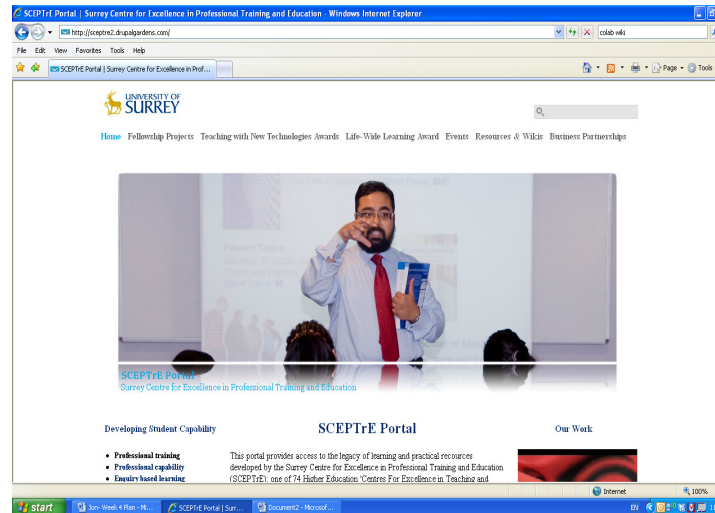 SCEPTrE Portal | Surrey Centre for Excellence in Professional Training and Education - Windows Internet Explorer
http://sceptre2.drupalgardens.com/
colab wiki
File Edit View Favorites Tools Help
SCEPTrE Portal | Surrey Centre for Excellence in Prof...
Page
Tools
UNIVERSITY OF
SURREY
Home Fellowship Projects Teaching with New Technologies Awards Life-Wide Learning Award Events Resources & Wikis Business Partnerships
SCEPTrE Portal
Surrey Centre for Excellence in Professional Training and Education
Developing Student Capability
SCEPTrE Portal
Our Work
Professional training
Professional capability
Enquiry based learning
This portal provides access to the legacy of learning and practical resources
developed by the Surrey Centre for Excellence in Professional Training and Education
(SCEPTrE): one of 74 Higher Education 'Centres For Excellence in Teaching and
Internet
100%
start
Jon- Week 4 Plan - Mi...
SCEPTrE Portal | Surr...
Document2 - Microsof...
EN